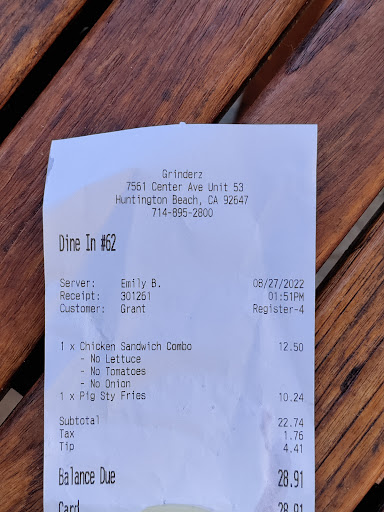 Grinderz
7561 Center Ave Unit 53
Huntington Beach, CA 92647
714-895-2800
Dine In #62
Server: Emily B. 08/27/2022
Receipt: 301261 01:51PM
Customer: Grant Register-4
1 x Chicken Sandwich Combo 12.50
- No Lettuce
- No Tomatoes
- No Onion
1 x Pig Sty Fries 10.24
Subtotal 22.74
Tax 1.76
Tip 4.41
Balance Due 28.91
Card 28.91